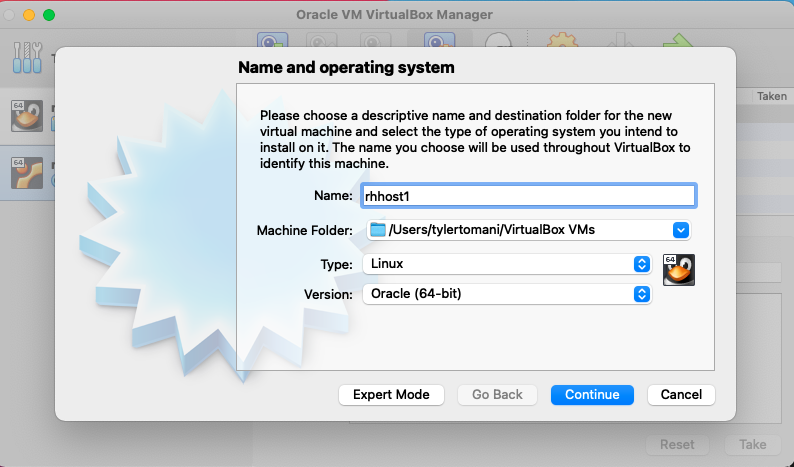 Oracle VM VirtualBox Manager
Name and operating system
Taken
Please choose a descriptive name and destination folder for the new
virtual machine and select the type of operating system you intend to
install on it. The name you choose will be used throughout VirtualBox to
identify this machine.
64
Name: rhhost1
64
Machine Folder: /Users/tylertomani/VirtualBox VMs
Type: Linux
64
Version: Oracle (64-bit)
Expert Mode Go Back Continue Cancel
Reset Take